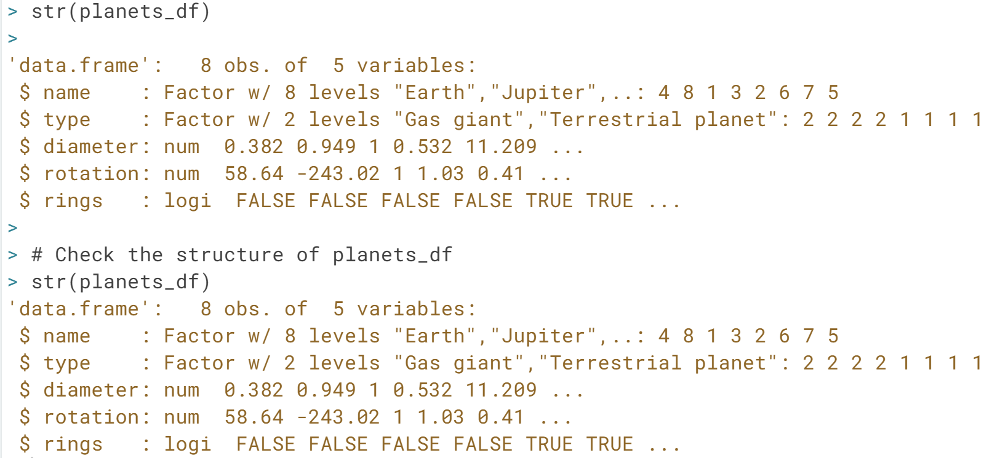 > str(planets_df)
>
'data.frame':   8 obs. of  5 variables:
 $ name    : Factor w/ 8 levels "Earth","Jupiter",..: 4 8 1 3 2 6 7 5
 $ type    : Factor w/ 2 levels "Gas giant","Terrestrial planet": 2 2 2 2 1 1 1 1
 $ diameter: num  0.382 0.949 1 0.532 11.209 ...
 $ rotation: num  58.64 -243.02 1 1.03 0.41 ...
 $ rings   : logi  FALSE FALSE FALSE FALSE TRUE TRUE ...
>
> # Check the structure of planets_df
> str(planets_df)
'data.frame':   8 obs. of  5 variables:
 $ name    : Factor w/ 8 levels "Earth","Jupiter",..: 4 8 1 3 2 6 7 5
 $ type    : Factor w/ 2 levels "Gas giant","Terrestrial planet": 2 2 2 2 1 1 1 1
 $ diameter: num  0.382 0.949 1 0.532 11.209 ...
 $ rotation: num  58.64 -243.02 1 1.03 0.41 ...
 $ rings   : logi  FALSE FALSE FALSE FALSE TRUE TRUE ...